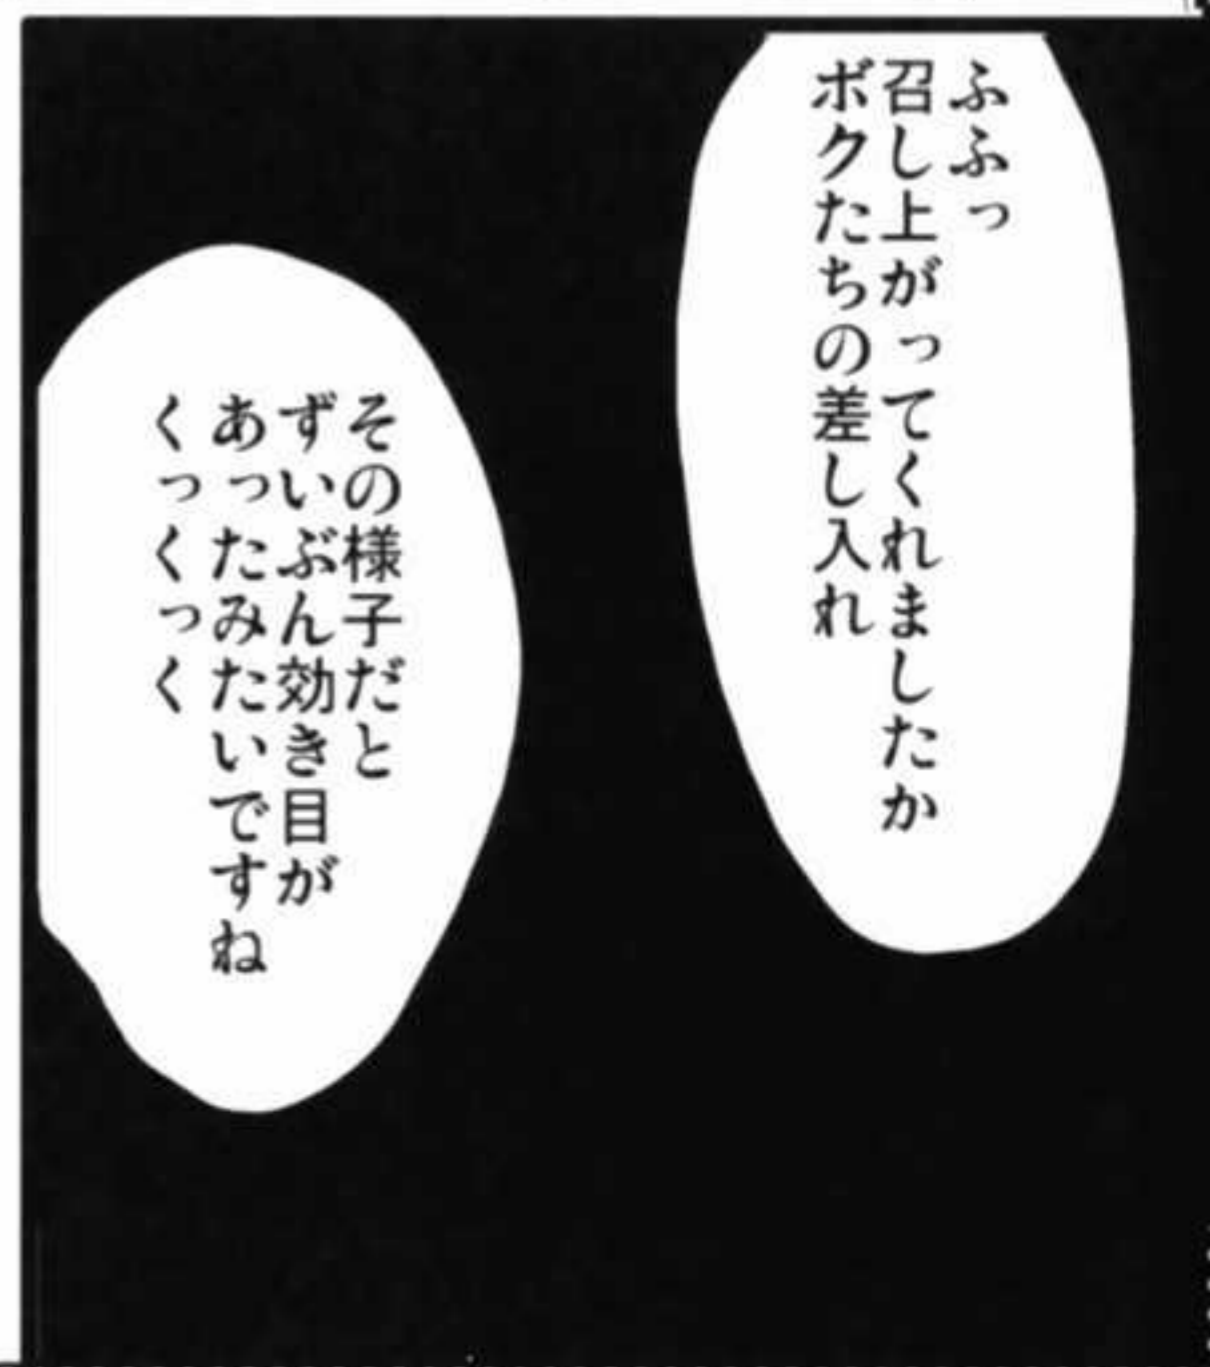 ふふっ
召し上がってくれましたか
ボクたちの差し入れ
その様子だと
ずいぶん効き目が
あったみたいですね
くっくっく